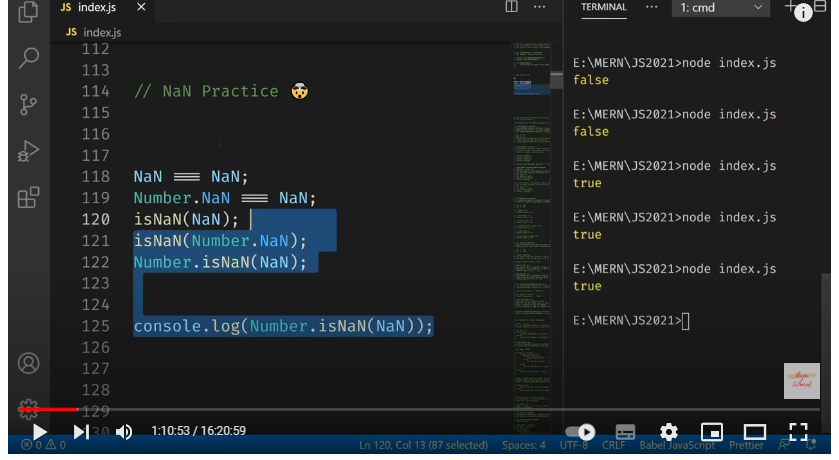 JS index.js ×
TERMINAL ··· 1: cmd
JS index.js
112
113
114 // NaN Practice 🤯
115
116
117
118 NaN === NaN;
119 Number.NaN === NaN;
120 isNaN(NaN);
121 isNaN(Number.NaN);
122 Number.isNaN(NaN);
123
124
125 console.log(Number.isNaN(NaN));
126
127
128
129
130
E:\MERN\JS2021>node index.js
false
E:\MERN\JS2021>node index.js
false
E:\MERN\JS2021>node index.js
true
E:\MERN\JS2021>node index.js
true
E:\MERN\JS2021>node index.js
true
E:\MERN\JS2021>
1:10:53 / 16:20:59
0 0 Ln 120, Col 13 (87 selected) Spaces: 4 UTF-8 CRLF Babel JavaScript Prettier